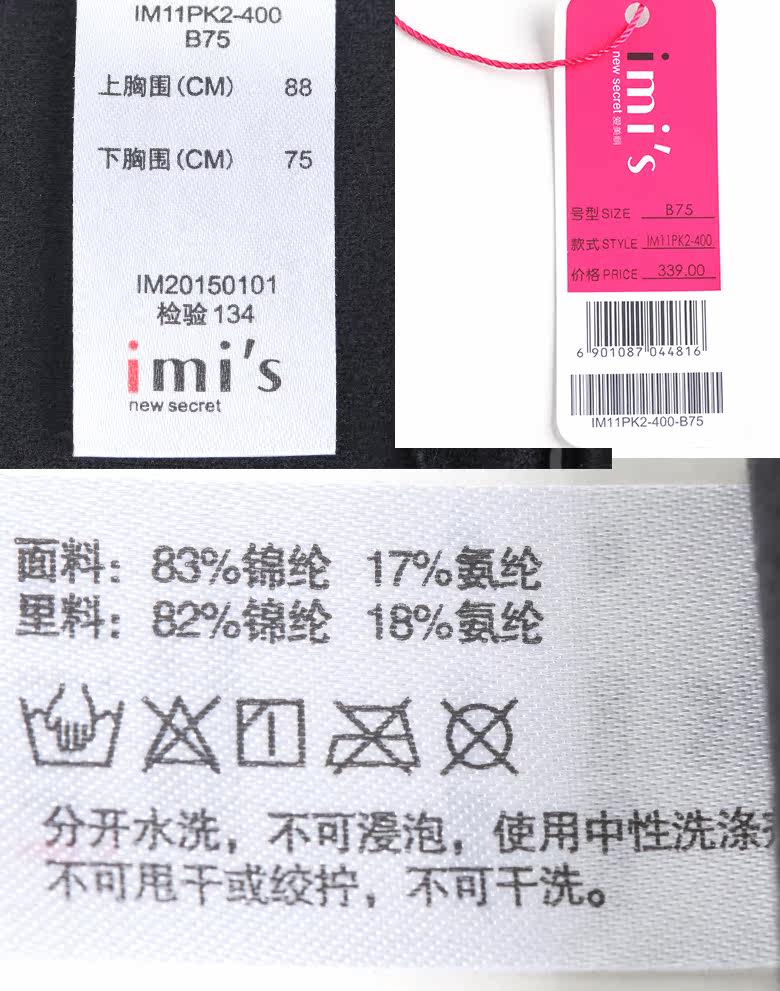 IM11PK2-400
B75
上胸围(CM) 88
下胸围(CM) 75
IM20150101
检验 134
imi's
new secret
imi's
new secret 爱美丽
号型SIZE B75
款式STYLE IM11PK2-400
价格PRICE 339.00
6 901087 044816
IM11PK2-400-B75
面料: 83%锦纶 17%氨纶
里料: 82%锦纶 18%氨纶
分开水洗，不可浸泡，使用中性洗涤
不可甩干或绞拧，不可干洗。